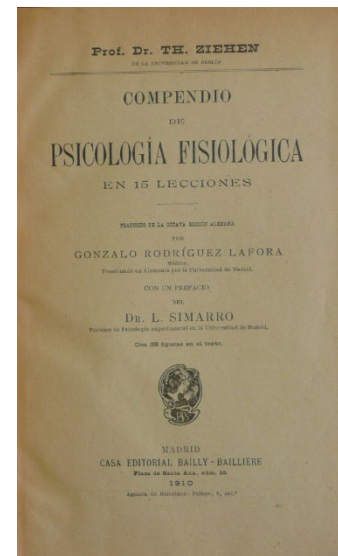 Prof. Dr. TH. ZIEHEN
DE LA UNIVERSIDAD DE BERLÍN
COMPENDIO
DE
PSICOLOGÍA FISIOLÓGICA
EN 15 LECCIONES
TRADUCIDO DE LA OCTAVA EDICIÓN ALEMANA
POR
GONZALO RODRÍGUEZ LAFORA
Médico,
Pensionado en Alemania por la Universidad de Madrid.
CON UN PREFACIO
DEL
DR. L. SIMARRO
Profesor de Psicología experimental en la Universidad de Madrid.
Con figuras en el texto.
MADRID
CASA EDITORIAL BAILLY-BAILLIÈRE
Plaza de Santa Ana, núm. 10.
1910